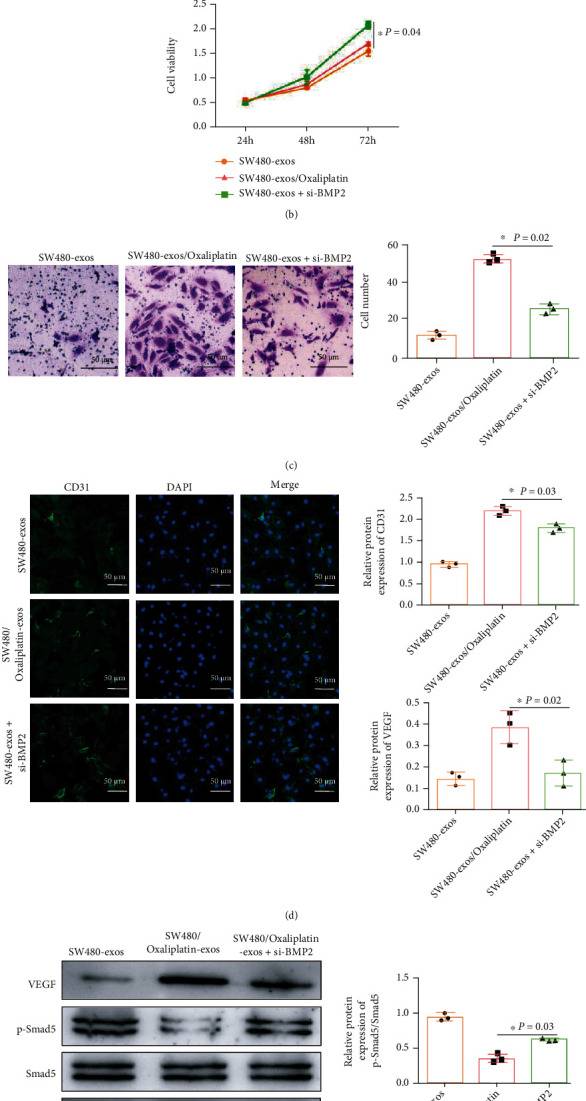 2.5
2.0
1.5
1.0
0.5
0.0
Cell viability
* P = 0.04
24h 48h 72h
SW480-exos
SW480-exos/Oxaliplatin
SW480-exos + si-BMP2
(b)
SW480-exos SW480-exos/Oxaliplatin SW480-exos + si-BMP2
50 μm 50 μm 50 μm
60
40
20
0
Cell number
* P = 0.02
SW480-exos
SW480-exos/Oxaliplatin
SW480-exos + si-BMP2
(c)
CD31 DAPI Merge
SW480-exos
50 μm 50 μm 50 μm
SW480/
Oxaliplatin-exos
50 μm 50 μm 50 μm
SW480-exos +
si-BMP2
50 μm 50 μm 50 μm
2.5
2.0
1.5
1.0
0.5
0.0
Relative protein
expression of CD31
* P = 0.03
SW480-exos
SW480-exos/Oxaliplatin
SW480-exos + si-BMP2
0.5
0.4
0.3
0.2
0.1
0.0
Relative protein
expression of VEGF
* P = 0.02
SW480-exos
SW480-exos/Oxaliplatin
SW480-exos + si-BMP2
(d)
SW480-exos
SW480/
Oxaliplatin-exos
SW480/Oxaliplatin
-exos + si-BMP2
VEGF
p-Smad5
Smad5
1.5
1.0
0.5
0.0
Relative protein
expression of
p-Smad5/Smad5
* P = 0.03